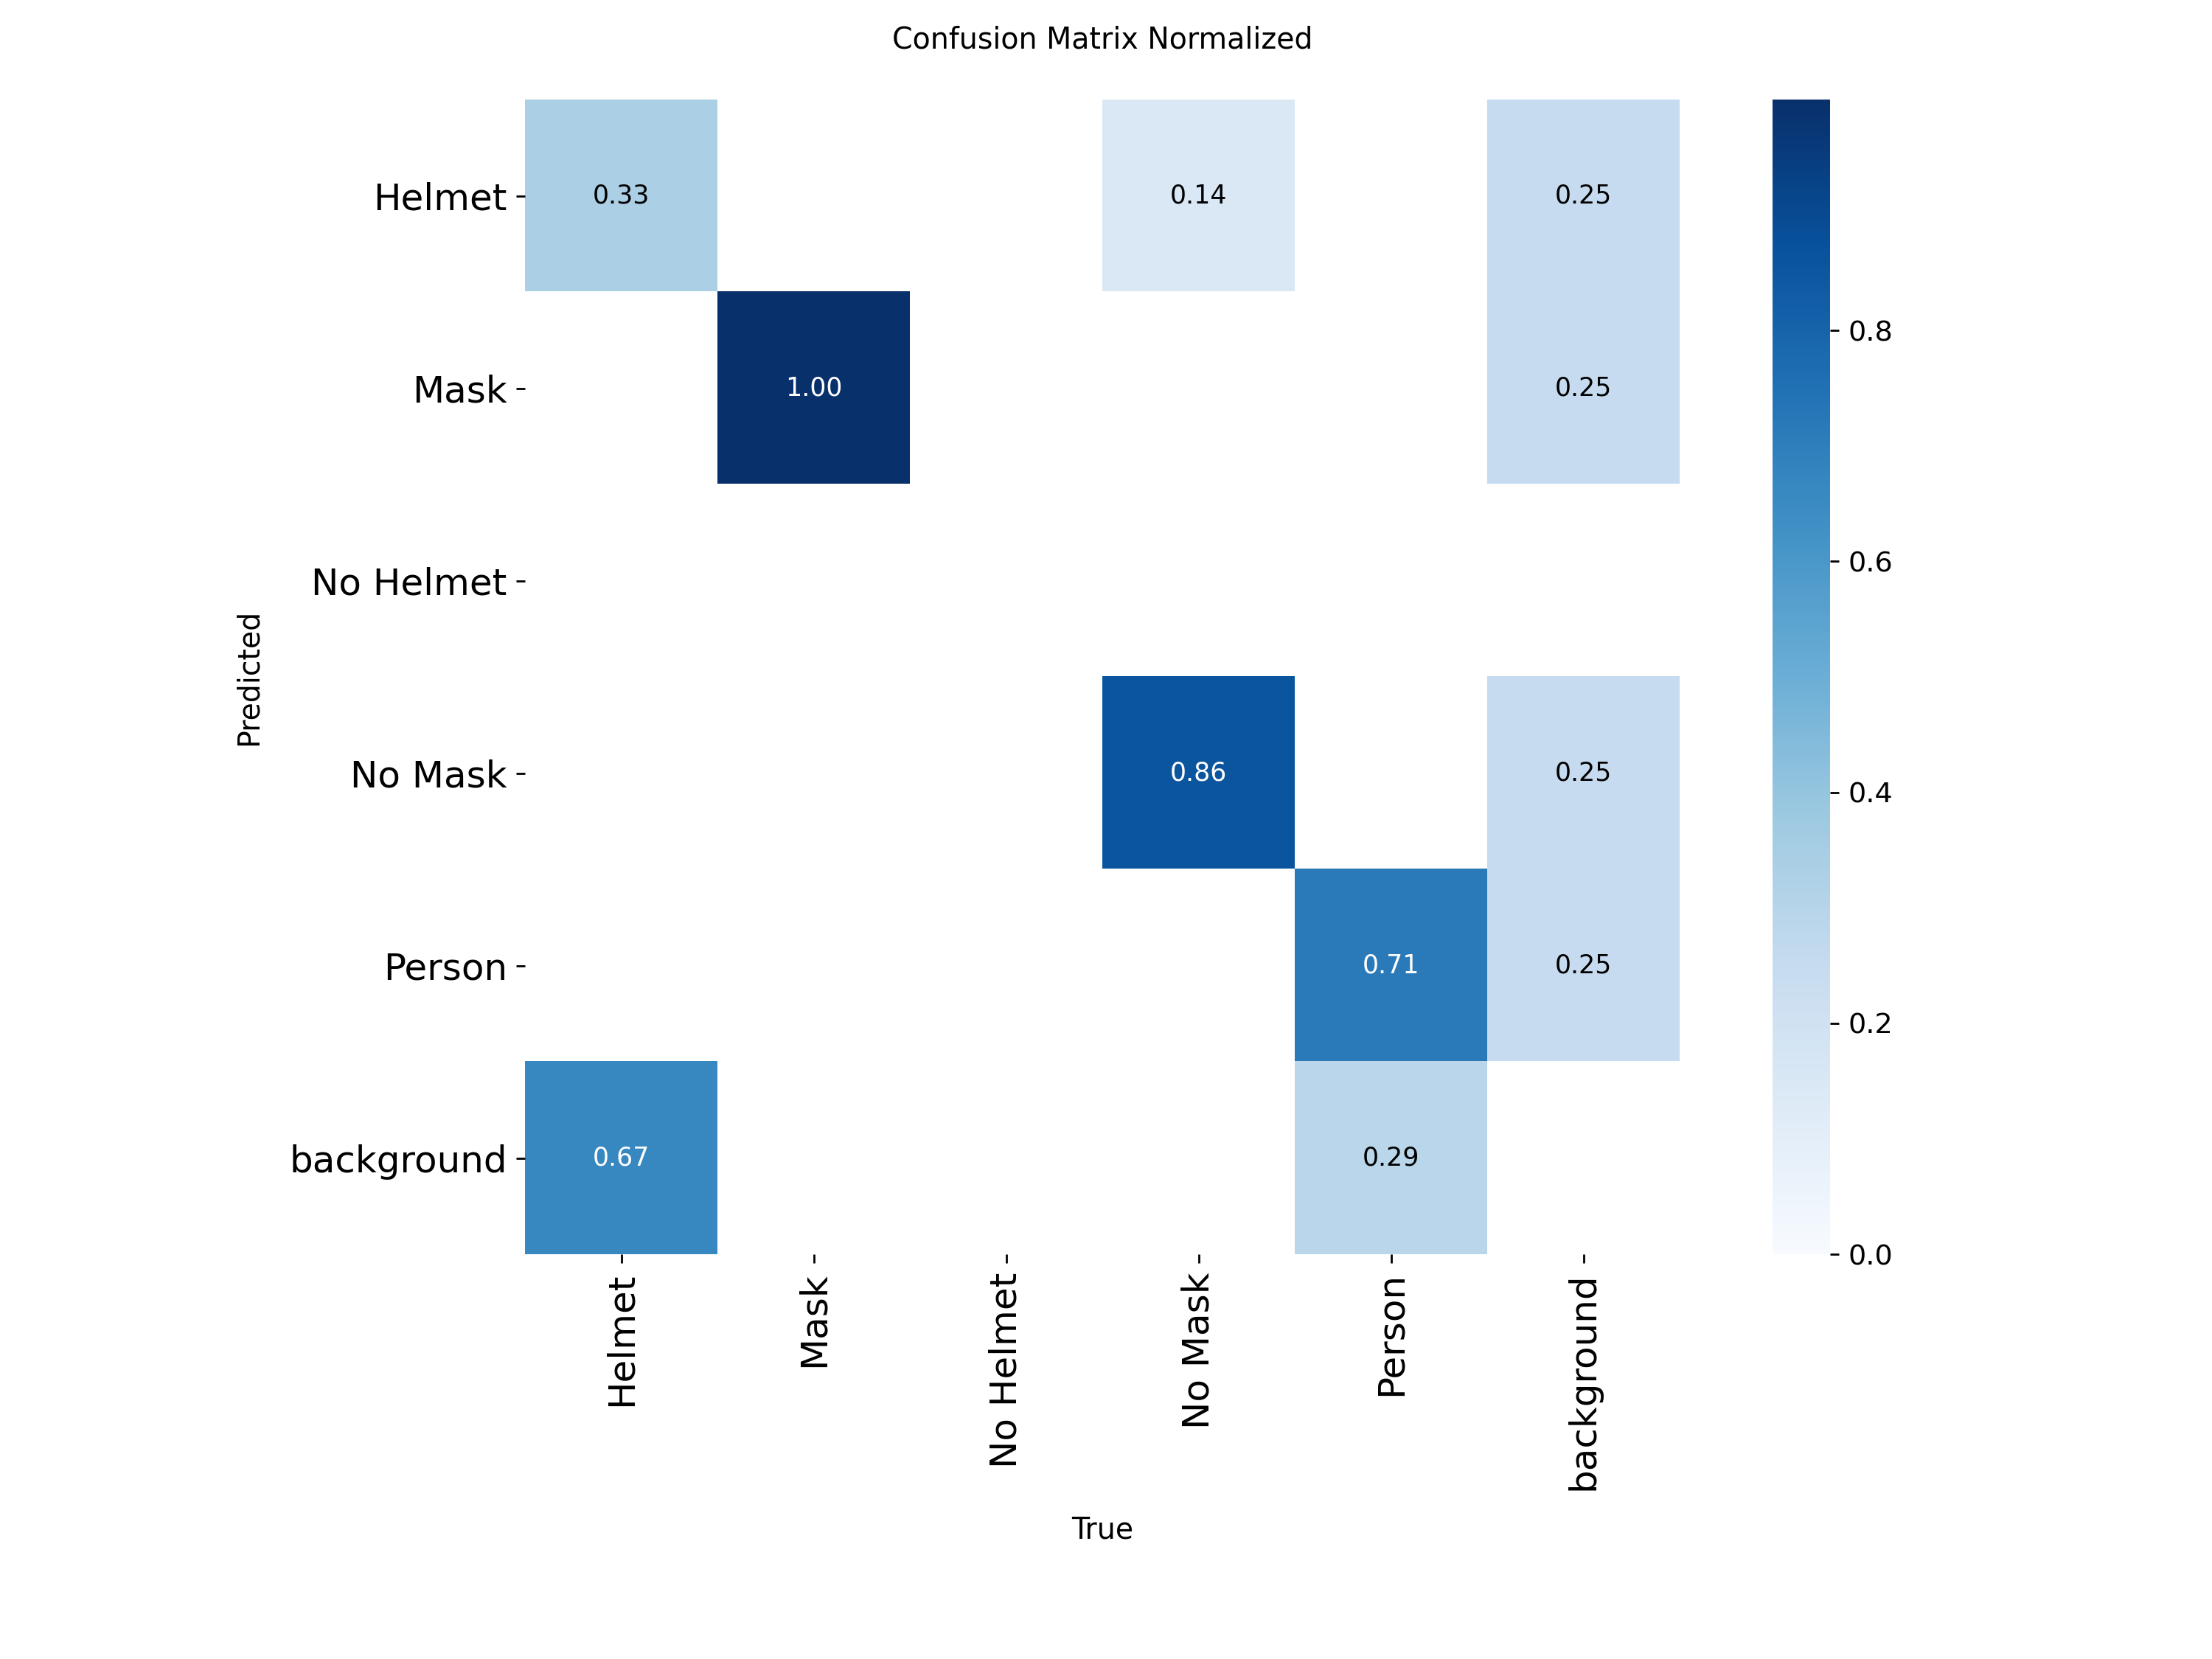 Confusion Matrix Normalized
Helmet
0.33
0.14
0.25
Mask
1.00
0.25
No Helmet
No Mask
0.86
0.25
Person
0.71
0.25
background
0.67
0.29
Predicted
Helmet
Mask
No Helmet
No Mask
Person
background
True
0.8
0.6
0.4
0.2
0.0